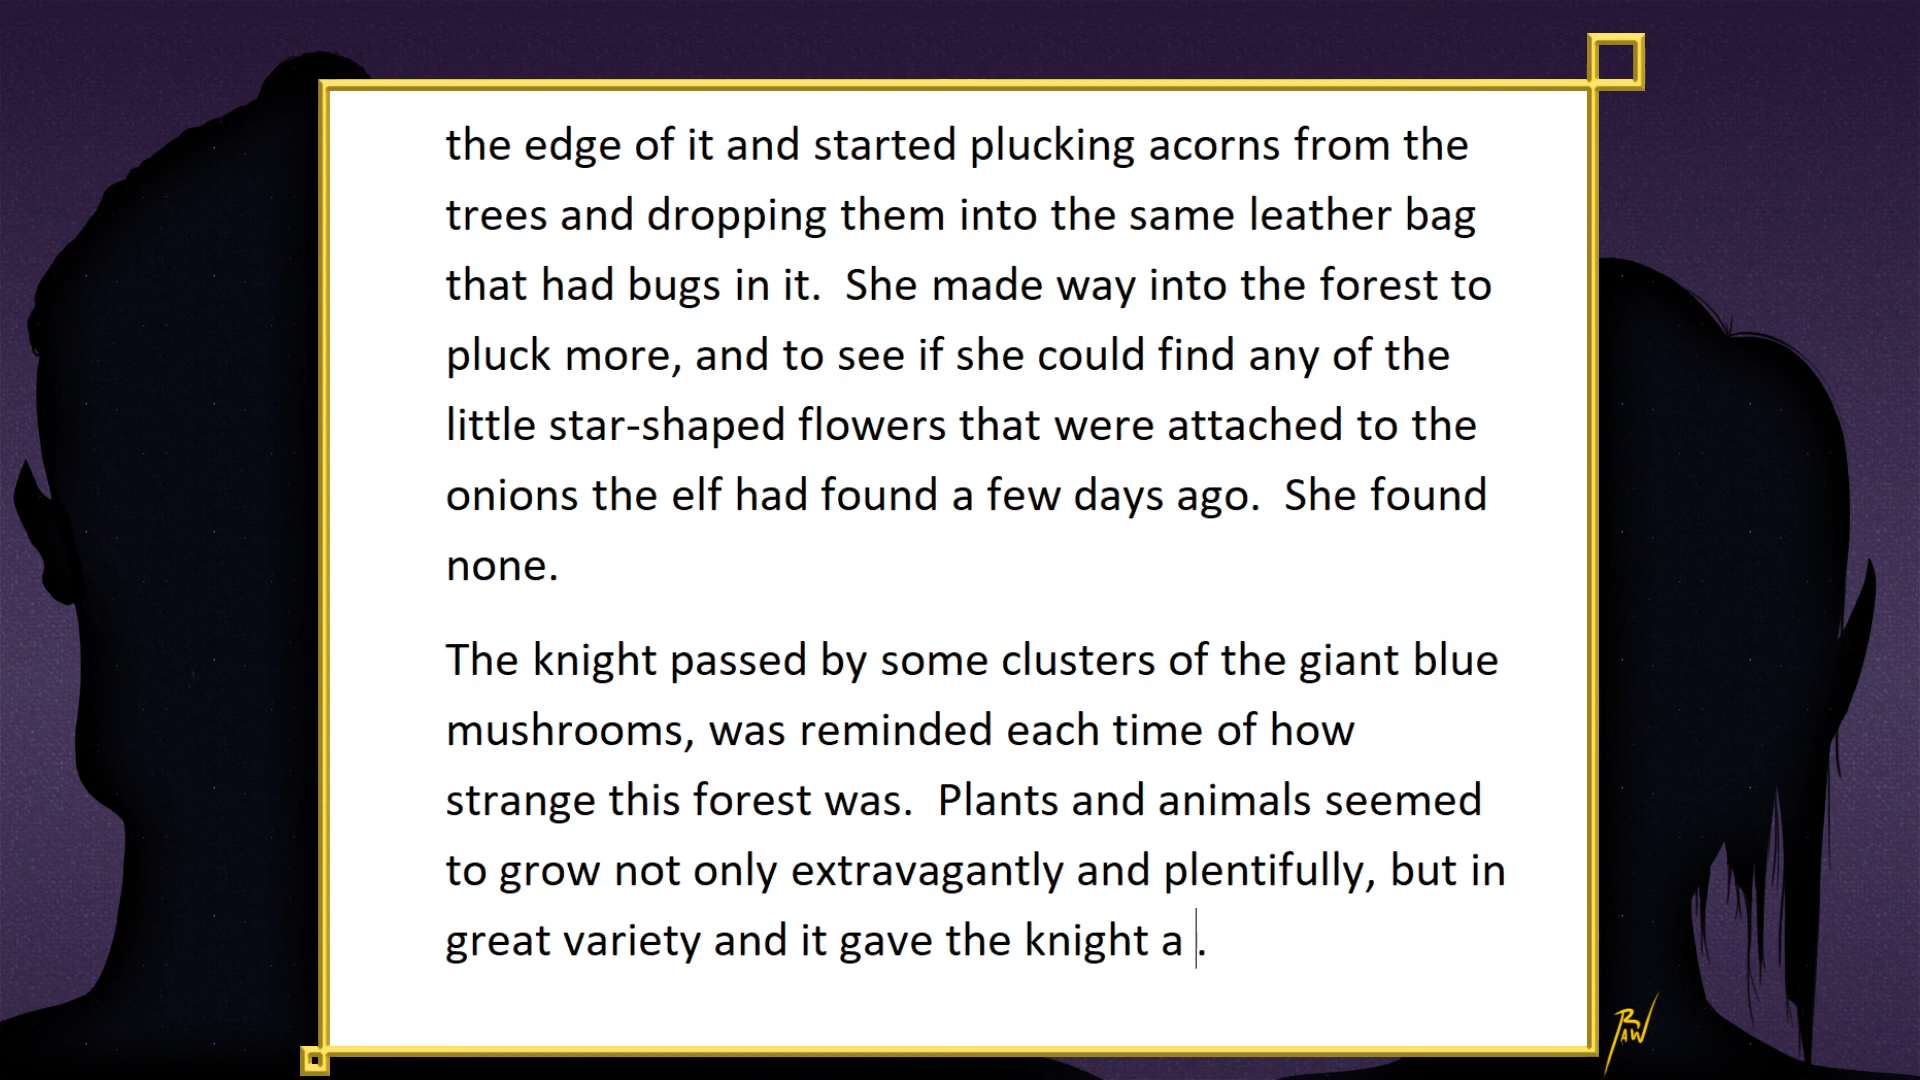 the edge of it and started plucking acorns from the
trees and dropping them into the same leather bag
that had bugs in it.  She made way into the forest to
pluck more, and to see if she could find any of the
little star-shaped flowers that were attached to the
onions the elf had found a few days ago.  She found
none.
The knight passed by some clusters of the giant blue
mushrooms, was reminded each time of how
strange this forest was.  Plants and animals seemed
to grow not only extravagantly and plentifully, but in
great variety and it gave the knight a .
RAW